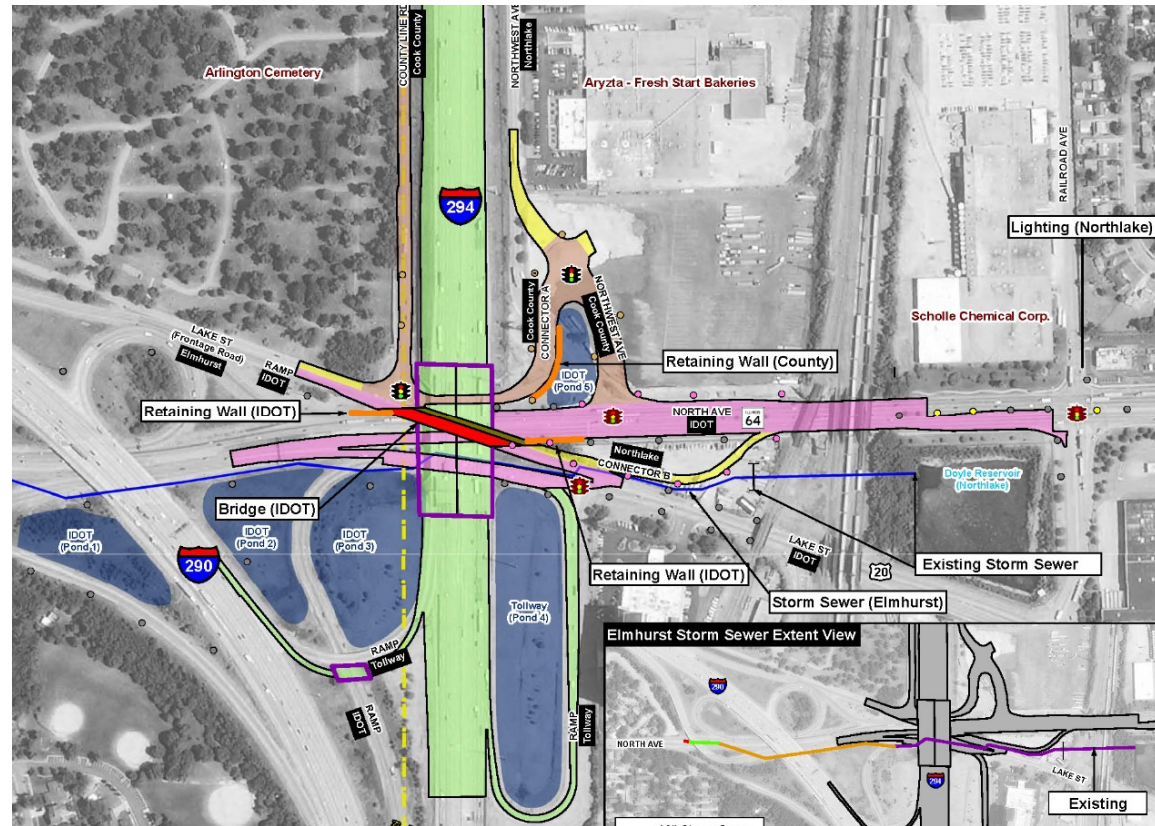 COUNTY LINE RD
Cook County
NORTHWEST AVE
Northlake
Arlington Cemetery
Aryzta - Fresh Start Bakeries
RAILROAD AVE
294
Lighting (Northlake)
Cook County
CONNECTOR A
NORTHWEST AVE
Cook County
Scholle Chemical Corp.
LAKE ST
(Frontage Road)
Elmhurst
RAMP
IDOT
Retaining Wall (County)
IDOT
(Pond 5)
Retaining Wall (IDOT)
NORTH AVE
IDOT
ILLINOIS
64
Northlake
CONNECTOR B
Doyle Reservoir
(Northlake)
Bridge (IDOT)
IDOT
(Pond 1)
IDOT
(Pond 2)
IDOT
(Pond 3)
290
LAKE ST
IDOT
20
Existing Storm Sewer
Retaining Wall (IDOT)
Storm Sewer (Elmhurst)
Tollway
(Pond 4)
RAMP
Tollway
RAMP
IDOT
RAMP
Tollway
Elmhurst Storm Sewer Extent View
290
NORTH AVE
LAKE ST
294
Existing